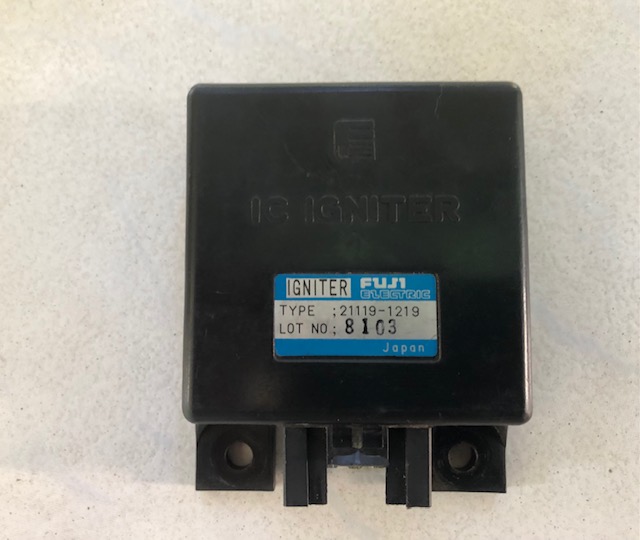 IC IGNITER
IGNITER FUJI ELECTRIC
TYPE ;21119-1219
LOT NO.; 8103
Japan